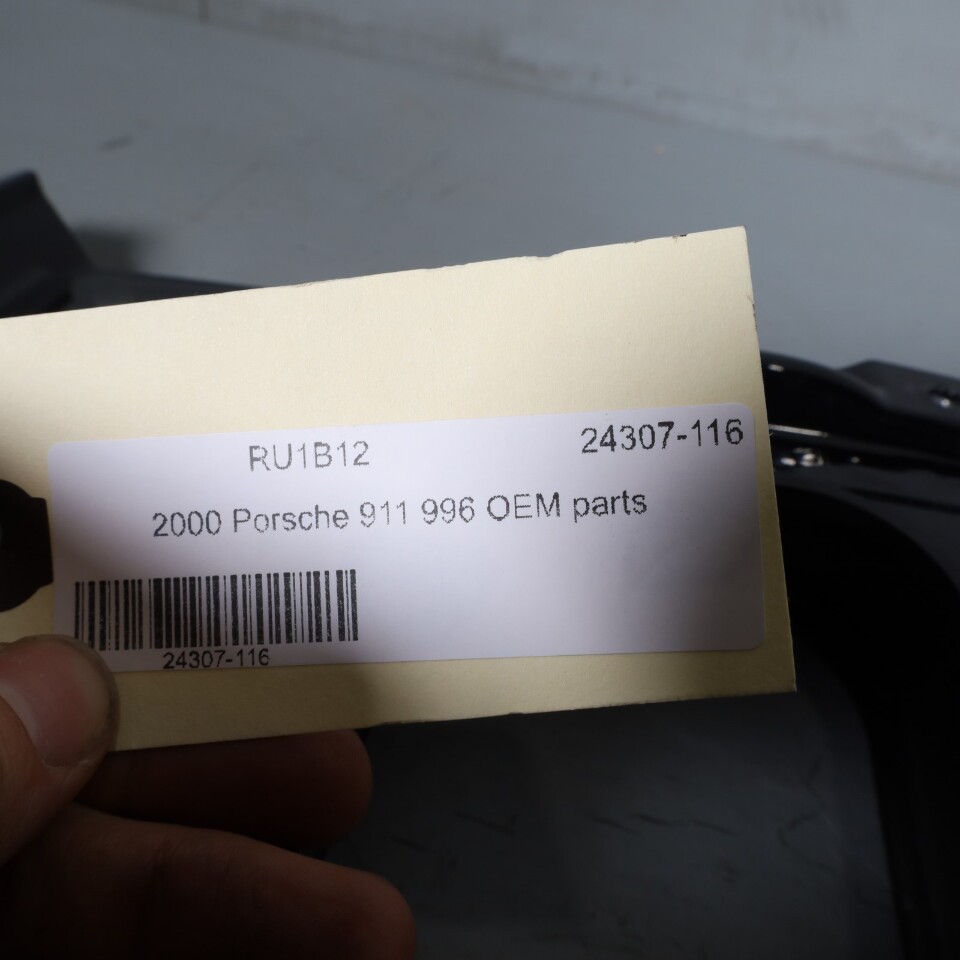 RU1B12 24307-116
2000 Porsche 911 996 OEM parts
24307-116